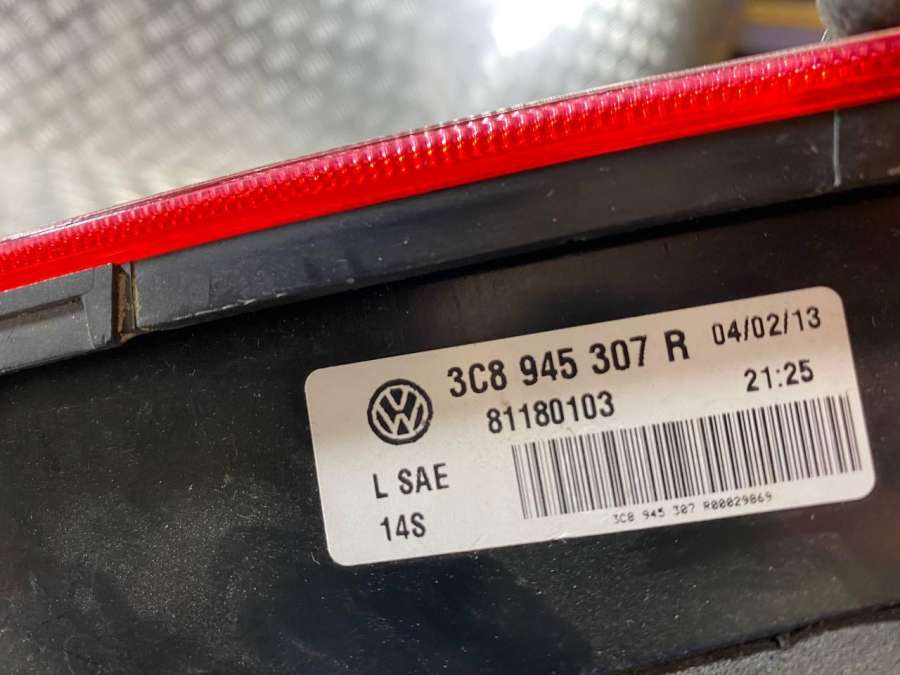 3C8 945 307 R 04/02/13
81180103 21:25
L SAE
14S
3C8 945 307 R00029869